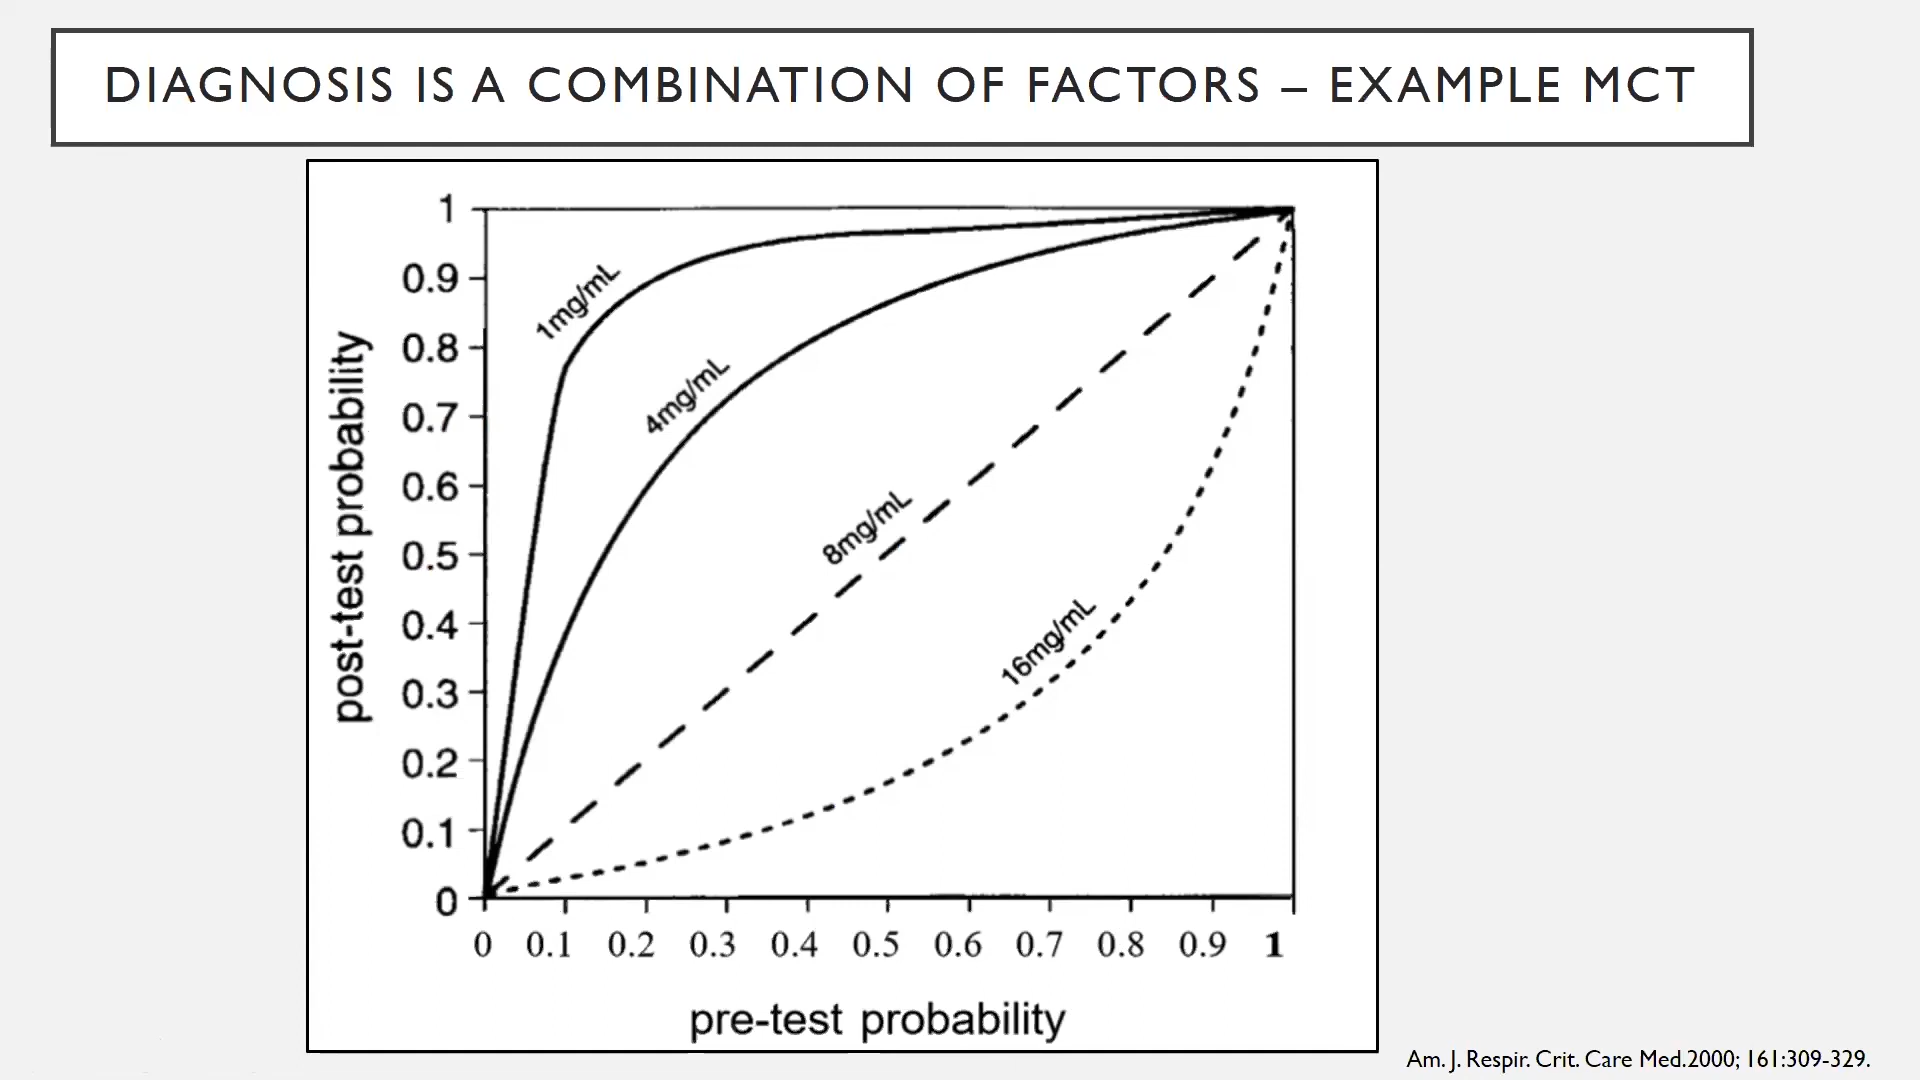 DIAGNOSIS IS A COMBINATION OF FACTORS – EXAMPLE MCT
1
0.9
0.8
0.7
0.6
0.5
0.4
0.3
0.2
0.1
0
post-test probability
1mg/mL
4mg/mL
8mg/mL
16mg/mL
0 0.1 0.2 0.3 0.4 0.5 0.6 0.7 0.8 0.9 1
pre-test probability
Am. J. Respir. Crit. Care Med.2000; 161:309-329.